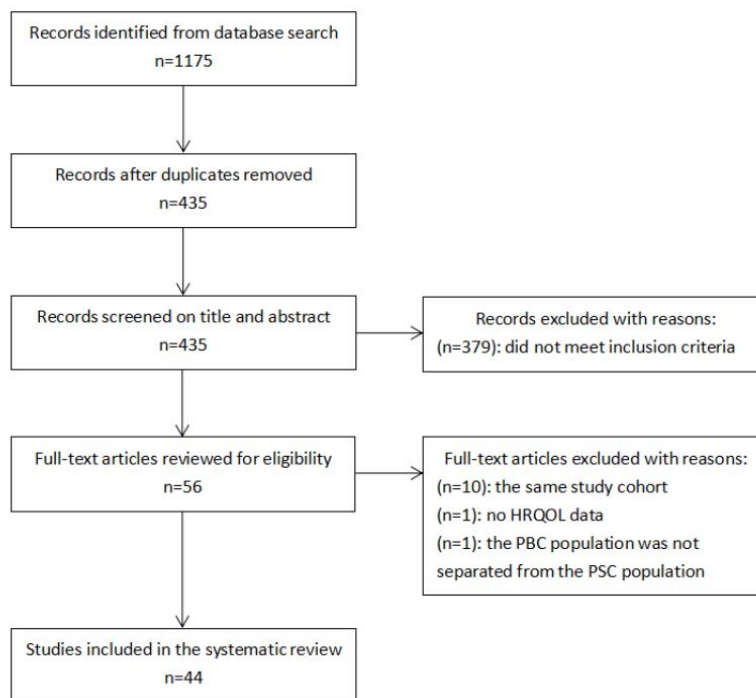 Records identified from database search
n=1175
Records after duplicates removed
n=435
Records screened on title and abstract
n=435
Records excluded with reasons:
(n=379): did not meet inclusion criteria
Full-text articles reviewed for eligibility
n=56
Full-text articles excluded with reasons:
(n=10): the same study cohort
(n=1): no HRQOL data
(n=1): the PBC population was not
separated from the PSC population
Studies included in the systematic review
n=44